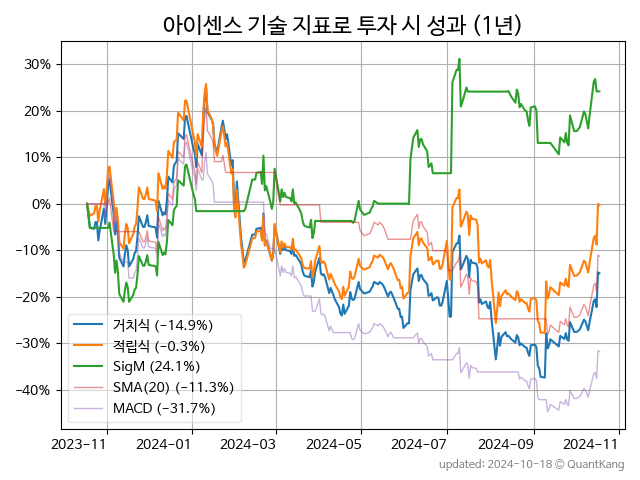 아이센스 기술 지표로 투자 시 성과 (1년)
30%
20%
10%
0%
−10%
−20%
−30%
−40%
거치식 (−14.9%)
적립식 (−0.3%)
SigM (24.1%)
SMA(20) (−11.3%)
MACD (−31.7%)
2023-11 2024-01 2024-03 2024-05 2024-07 2024-09 2024-11
updated: 2024-10-18 © QuantKang